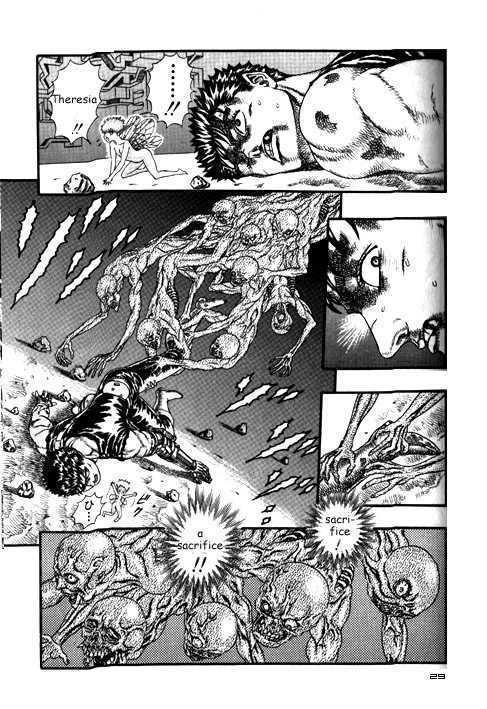 ......!!
Theresia
!!
sacri-
fice
!
a
sacrifice
!!
29